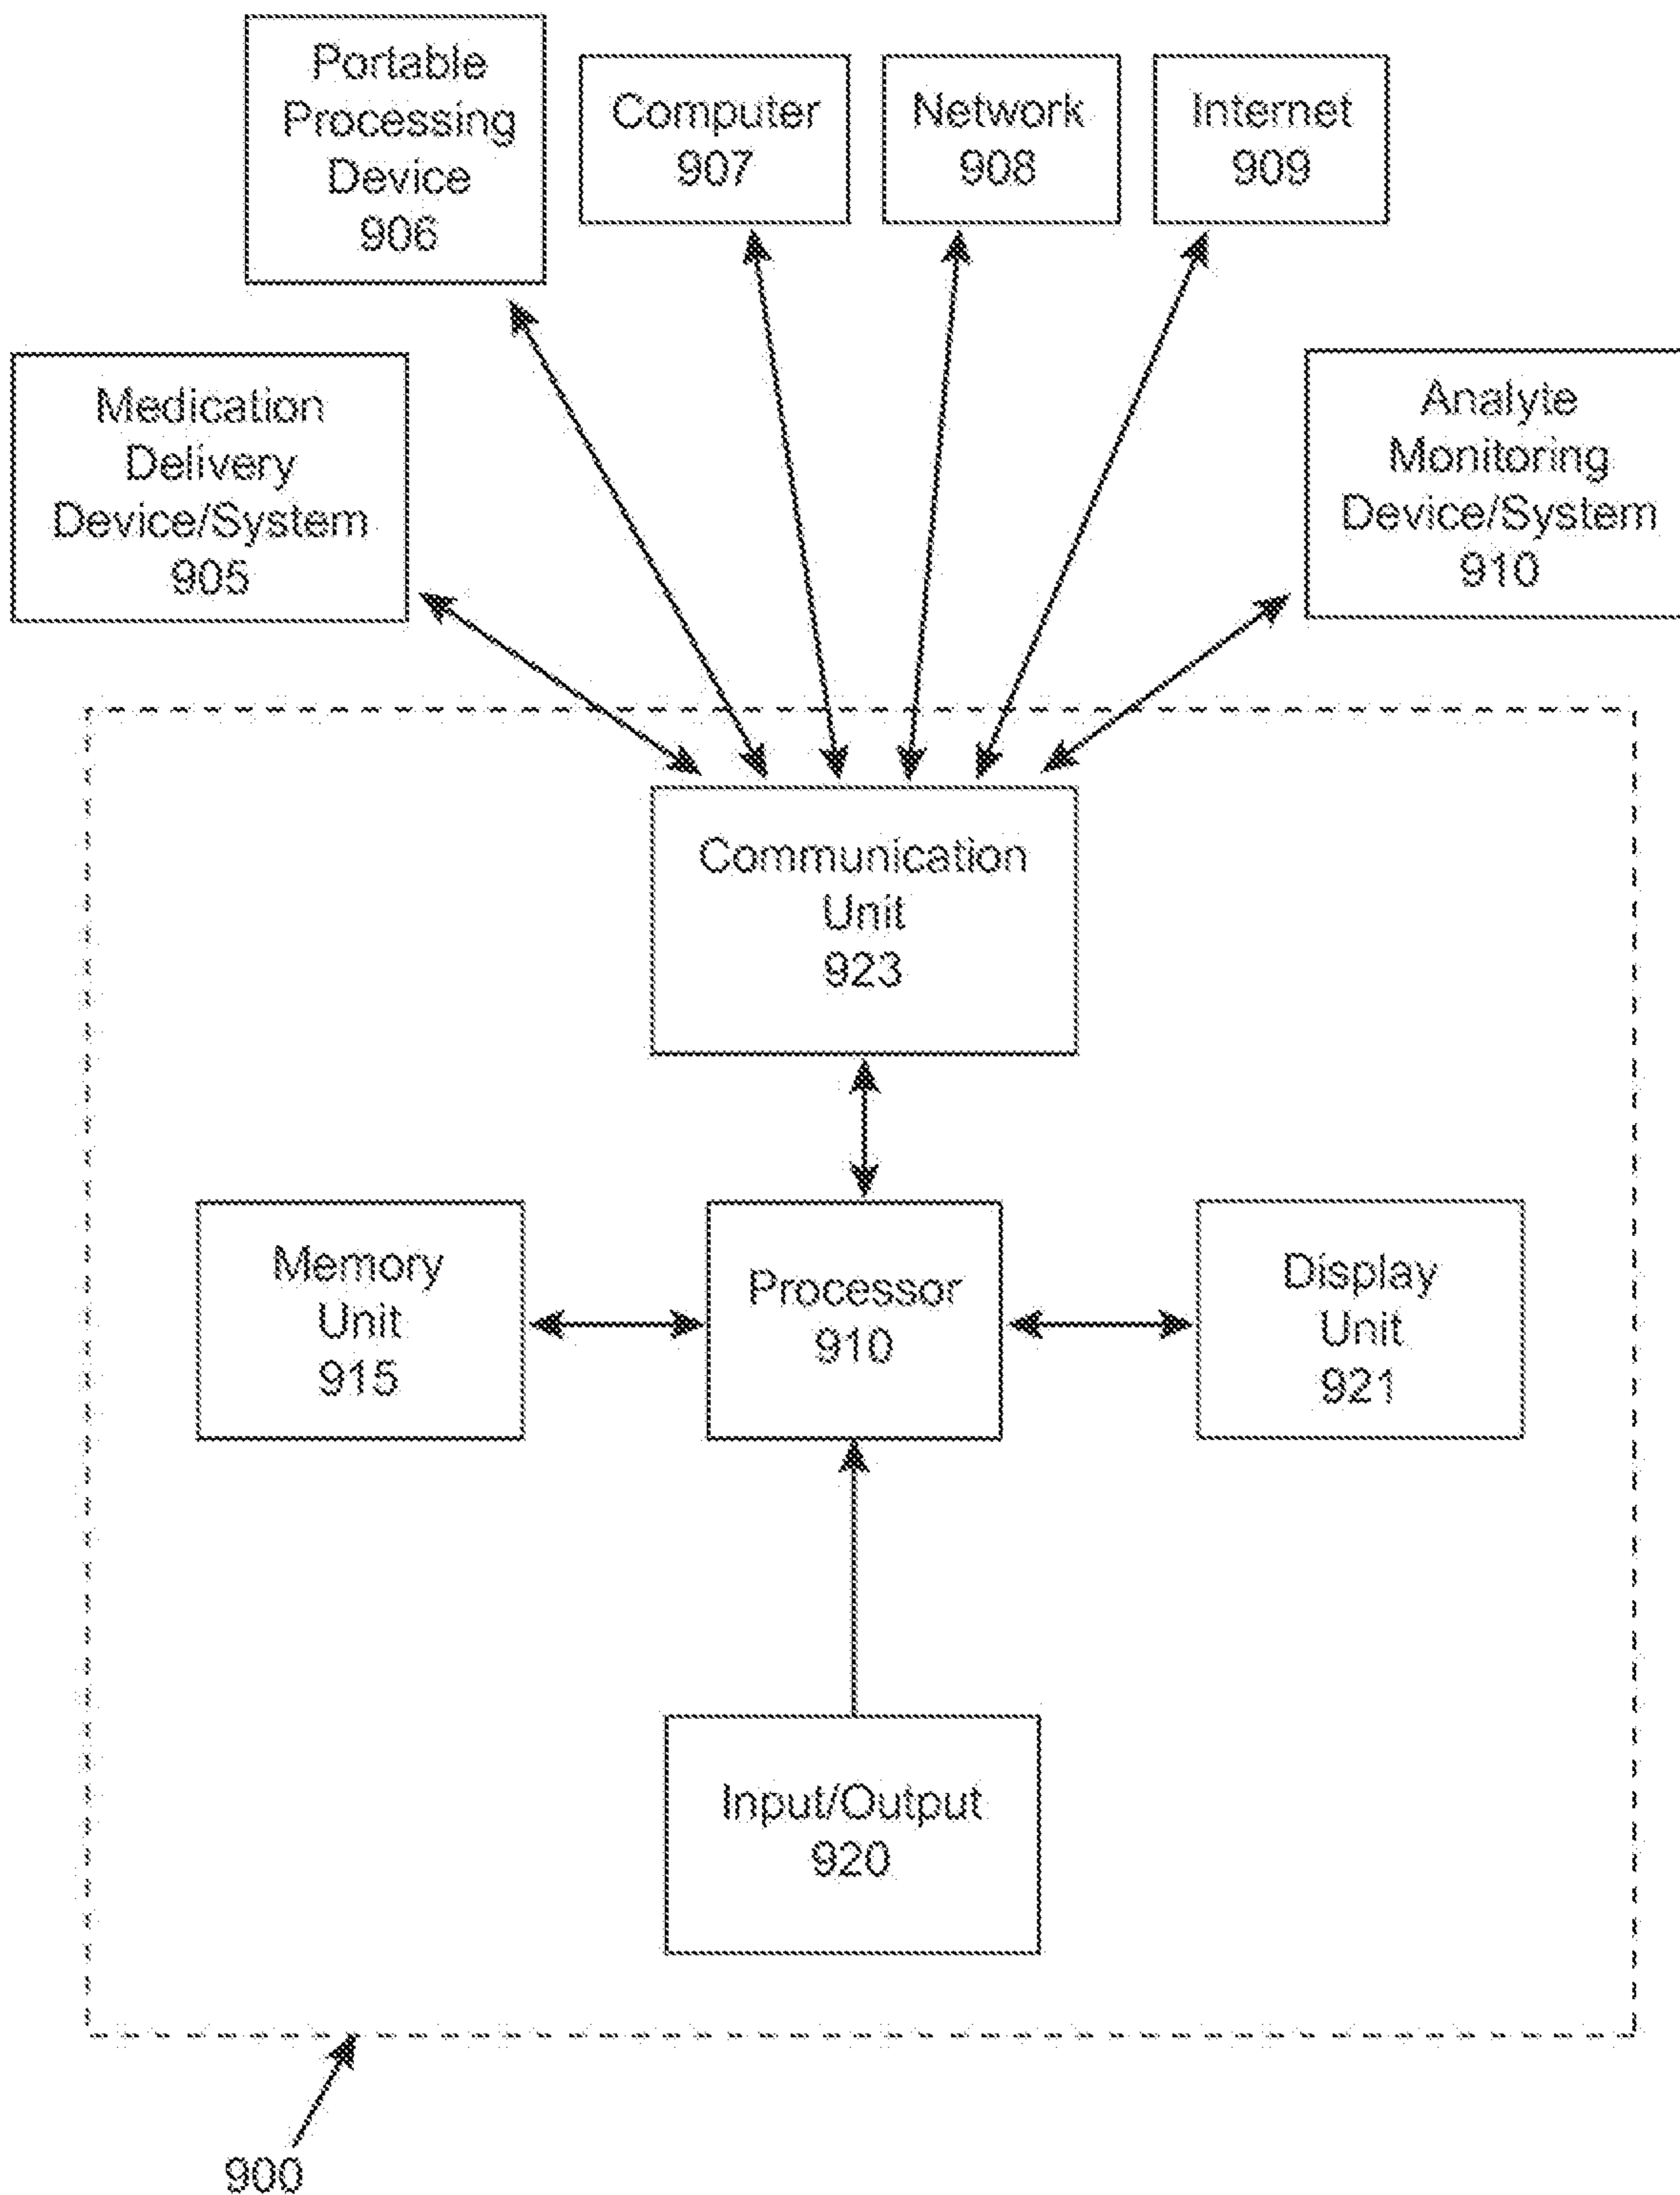 Portable
Processing
Device
906
Computer
907
Network
908
Internet
909
Medication
Delivery
Device/System
905
Analyte
Monitoring
Device/System
910
Communication
Unit
923
Memory
Unit
915
Processor
910
Display
Unit
921
Input/Output
920
900